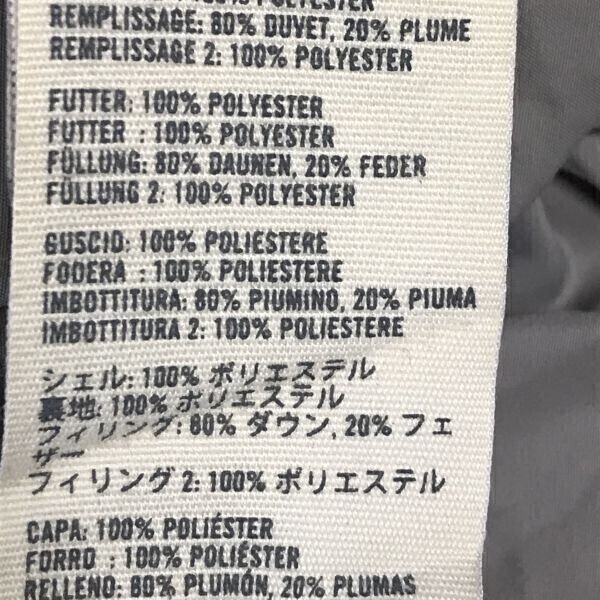 REMPLISSAGE: 80% DUVET, 20% PLUME
REMPLISSAGE 2: 100% POLYESTER
FUTTER: 100% POLYESTER
FUTTER : 100% POLYESTER
FÜLLUNG: 80% DAUNEN, 20% FEDER
FÜLLUNG 2: 100% POLYESTER
GUSCIO: 100% POLIESTERE
FODERA : 100% POLIESTERE
IMBOTTITURA: 80% PIUMINO, 20% PIUMA
IMBOTTITURA 2: 100% POLIESTERE
シェル: 100% ポリエステル
裏地: 100% ポリエステル
フィリング: 80% ダウン, 20% フェ
ザー
フィリング 2: 100% ポリエステル
CAPA: 100% POLIÉSTER
FORRO : 100% POLIÉSTER
RELLENO: 80% PLUMÓN, 20% PLUMAS